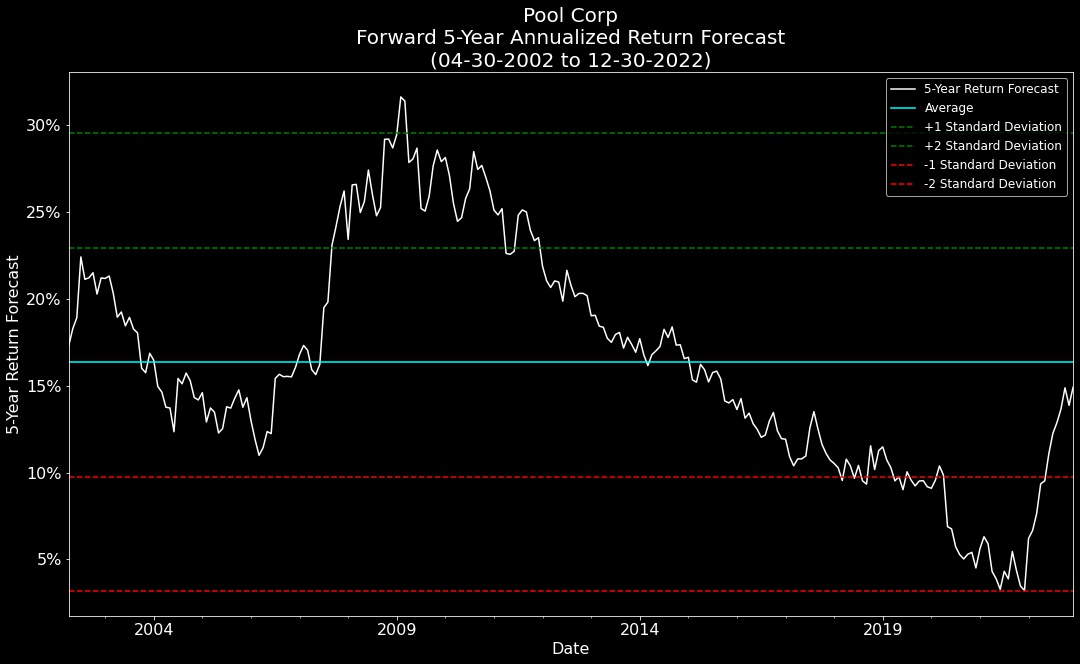 Pool Corp
Forward 5-Year Annualized Return Forecast
(04-30-2002 to 12-30-2022)
5-Year Return Forecast
Average
+1 Standard Deviation
+2 Standard Deviation
-1 Standard Deviation
-2 Standard Deviation
30%
25%
20%
15%
10%
5%
5-Year Return Forecast
2004
2009
2014
2019
Date